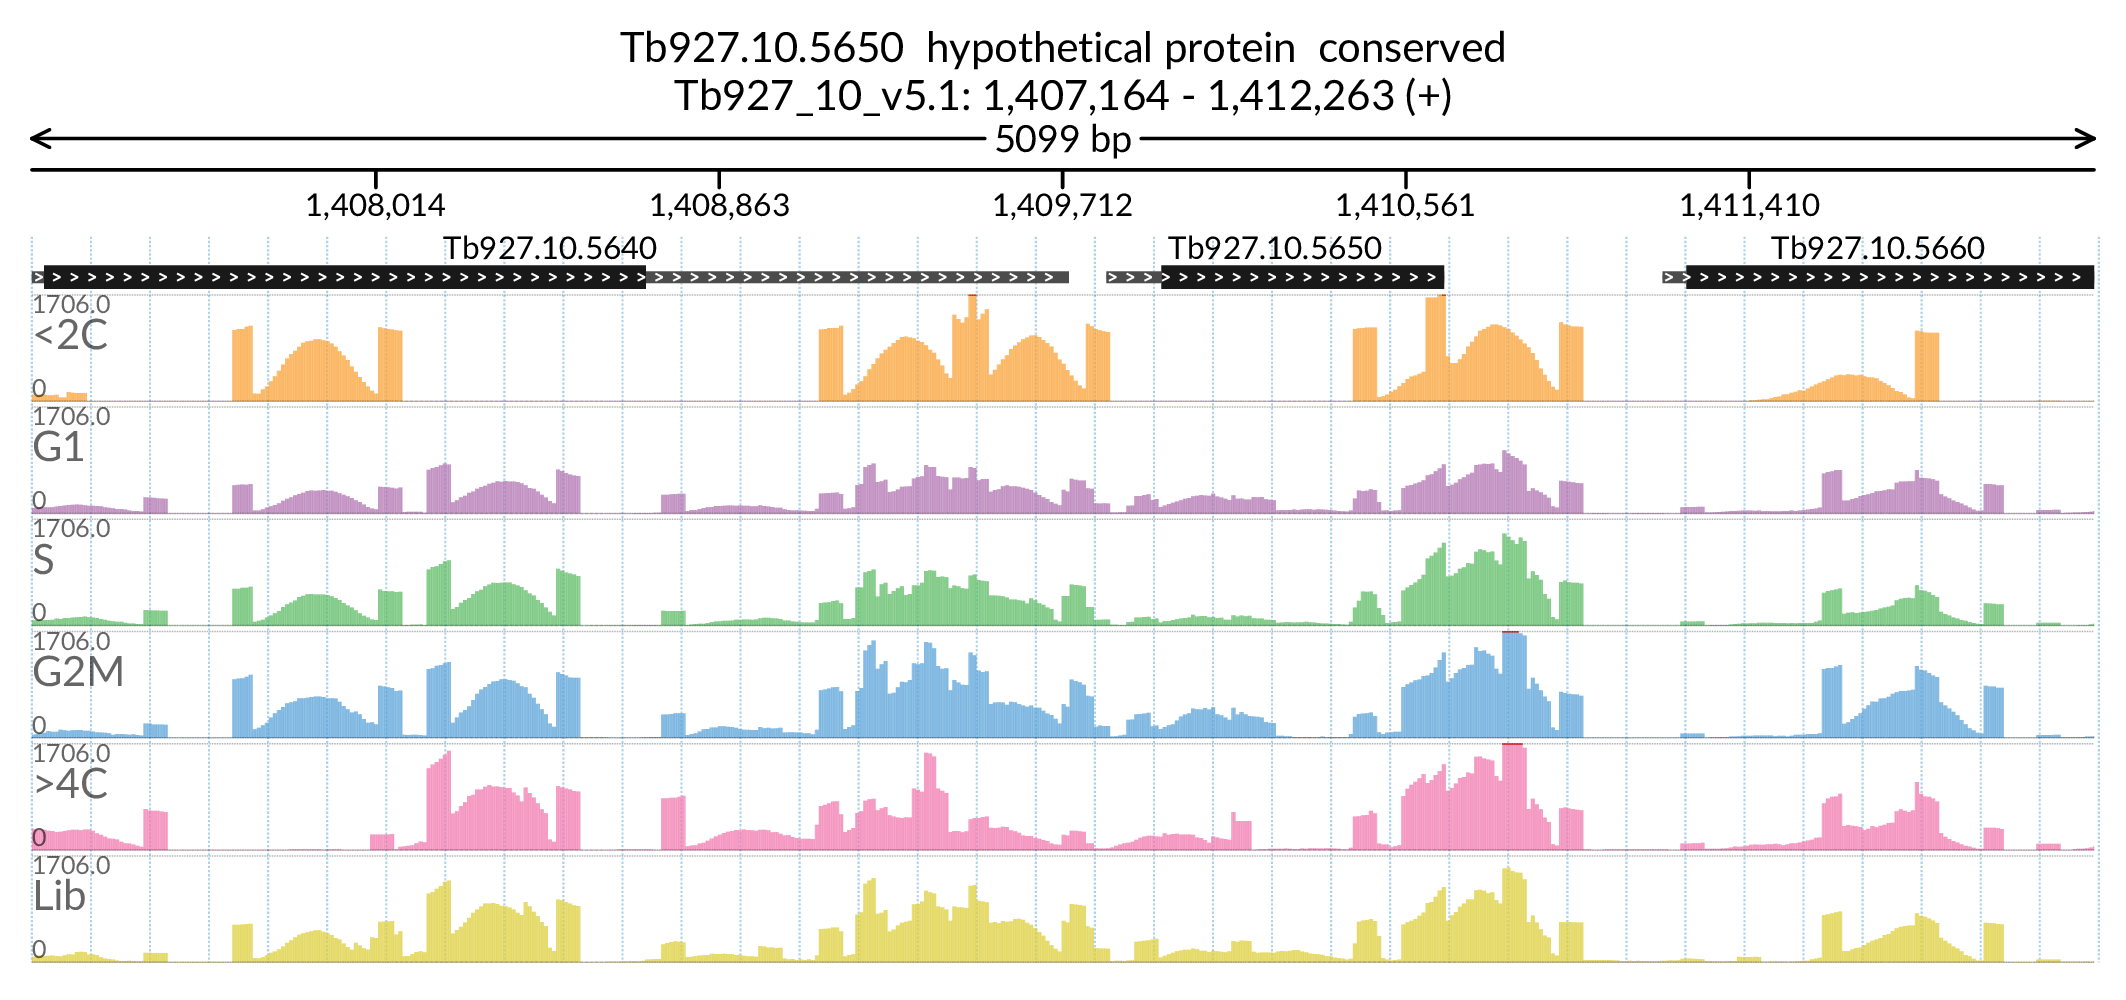 Tb927.10.5650 hypothetical protein conserved
Tb927_10_v5.1: 1,407,164 - 1,412,263 (+)
5099 bp
1,408,014 1,408,863 1,409,712 1,410,561 1,411,410
Tb927.10.5640 Tb927.10.5650 Tb927.10.5660
1706.0
<2C
0
1706.0
G1
0
1706.0
S
0
1706.0
G2M
0
1706.0
>4C
0
1706.0
Lib
0